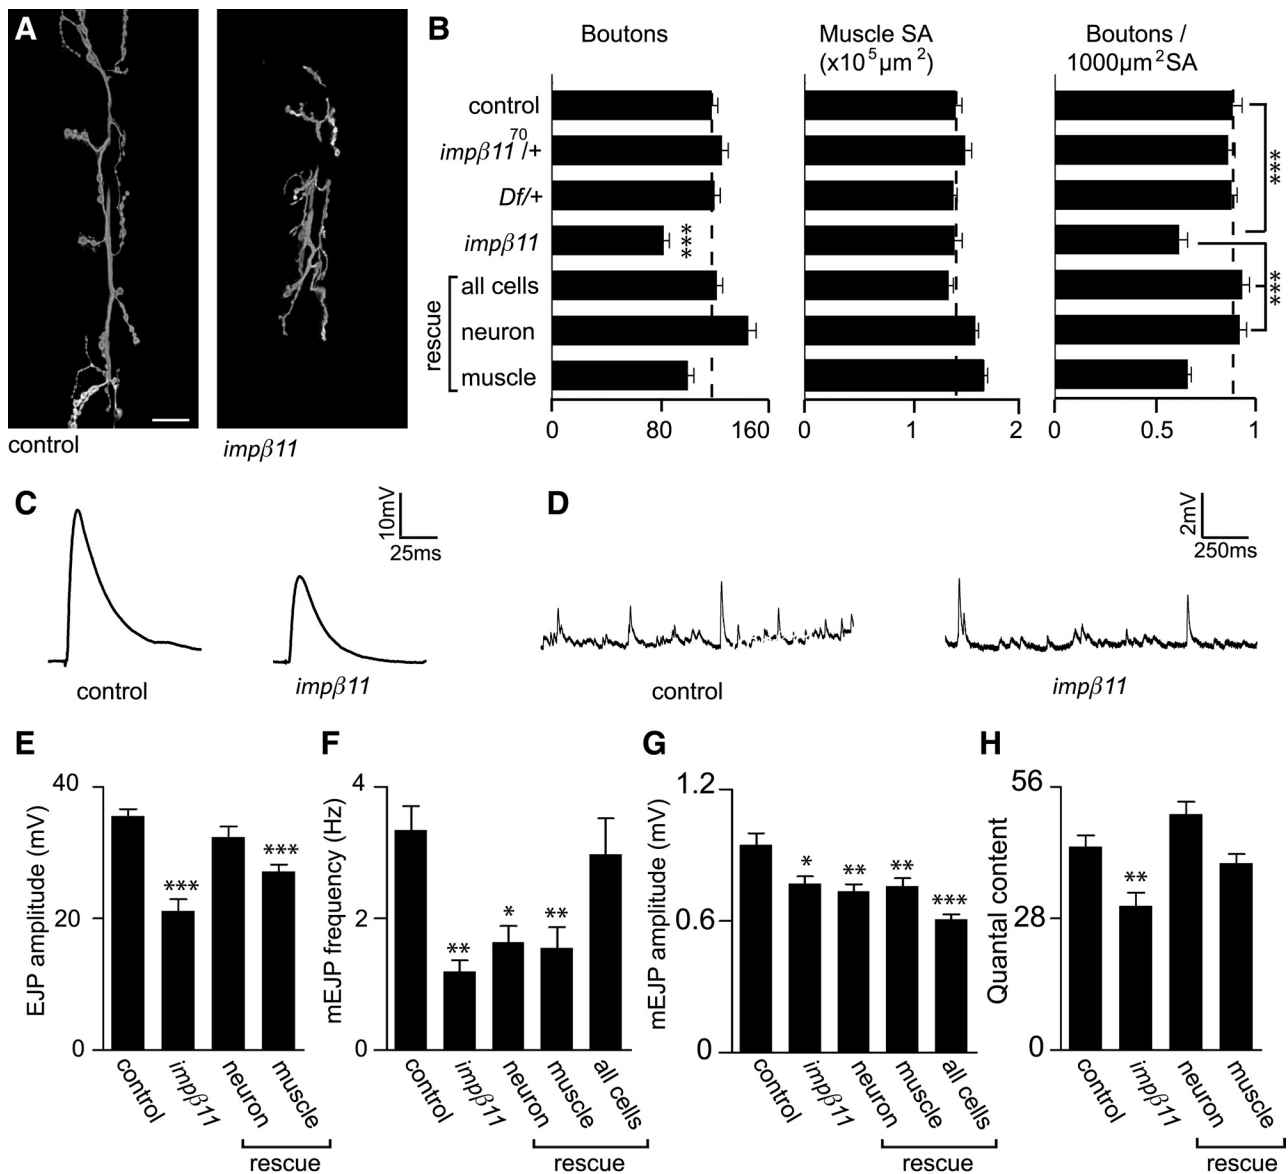 A
control
impβ11
B
Boutons
Muscle SA
(x10⁵μm²)
Boutons /
1000μm²SA
control
impβ11⁷⁰/+
Df/+
impβ11
all cells
neuron
muscle
rescue
***
***
***
0 80 160
0 1 2
0 0.5 1
C
10mV
25ms
control
impβ11
D
2mV
250ms
control
impβ11
E
EJP amplitude (mV)
40
20
0
***
***
control
impβ11
neuron
muscle
rescue
F
mEJP frequency (Hz)
4
2
0
**
*
**
control
impβ11
neuron
muscle
all cells
rescue
G
mEJP amplitude (mV)
1.2
0.6
0
*
**
**
***
control
impβ11
neuron
muscle
all cells
rescue
H
Quantal content
56
28
0
**
control
impβ11
neuron
muscle
rescue